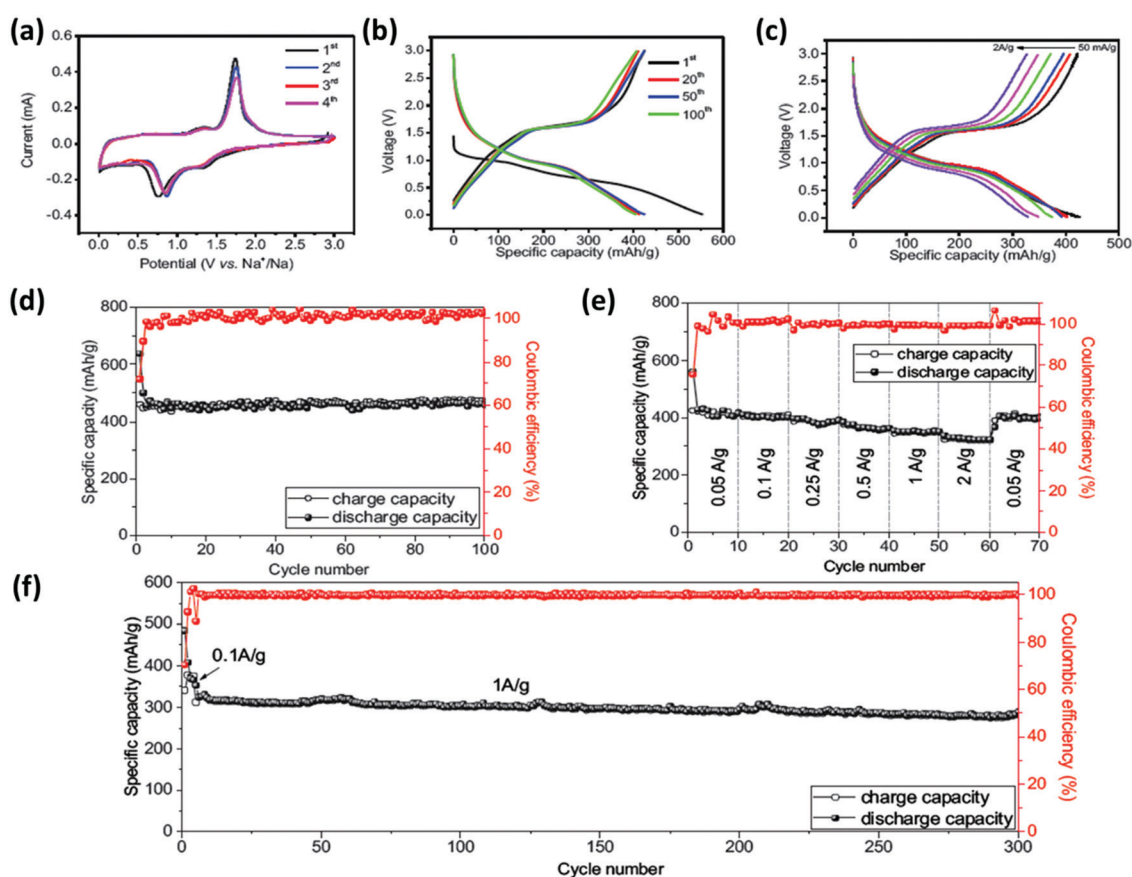 (a)
0.6
0.4
0.2
0.0
-0.2
-0.4
Current (mA)
1st
2nd
3rd
4th
0.0 0.5 1.0 1.5 2.0 2.5 3.0
Potential (V vs. Na+/Na)
(b)
3.5
3.0
2.5
2.0
1.5
1.0
0.5
0.0
Voltage (V)
1st
20th
50th
100th
0 100 200 300 400 500 600
Specific capacity (mAh/g)
(c)
3.5
3.0
2.5
2.0
1.5
1.0
0.5
0.0
Voltage (V)
2A/g 50 mA/g
0 100 200 300 400 500
Specific capacity (mAh/g)
(d)
800
600
400
200
0
Specific capacity (mAh/g)
100
80
60
40
20
0
Coulombic efficiency (%)
charge capacity
discharge capacity
0 20 40 60 80 100
Cycle number
(e)
800
600
400
200
0
Specific capacity (mAh/g)
100
80
60
40
20
0
Coulombic efficiency (%)
charge capacity
discharge capacity
0.05 A/g
0.1 A/g
0.25 A/g
0.5 A/g
1 A/g
2 A/g
0.05 A/g
0 10 20 30 40 50 60 70
Cycle number
(f)
600
500
400
300
200
100
0
Specific capacity (mAh/g)
0.1A/g
1A/g
100
80
60
40
20
0
Coulombic efficiency (%)
charge capacity
discharge capacity
0 50 100 150 200 250 300
Cycle number